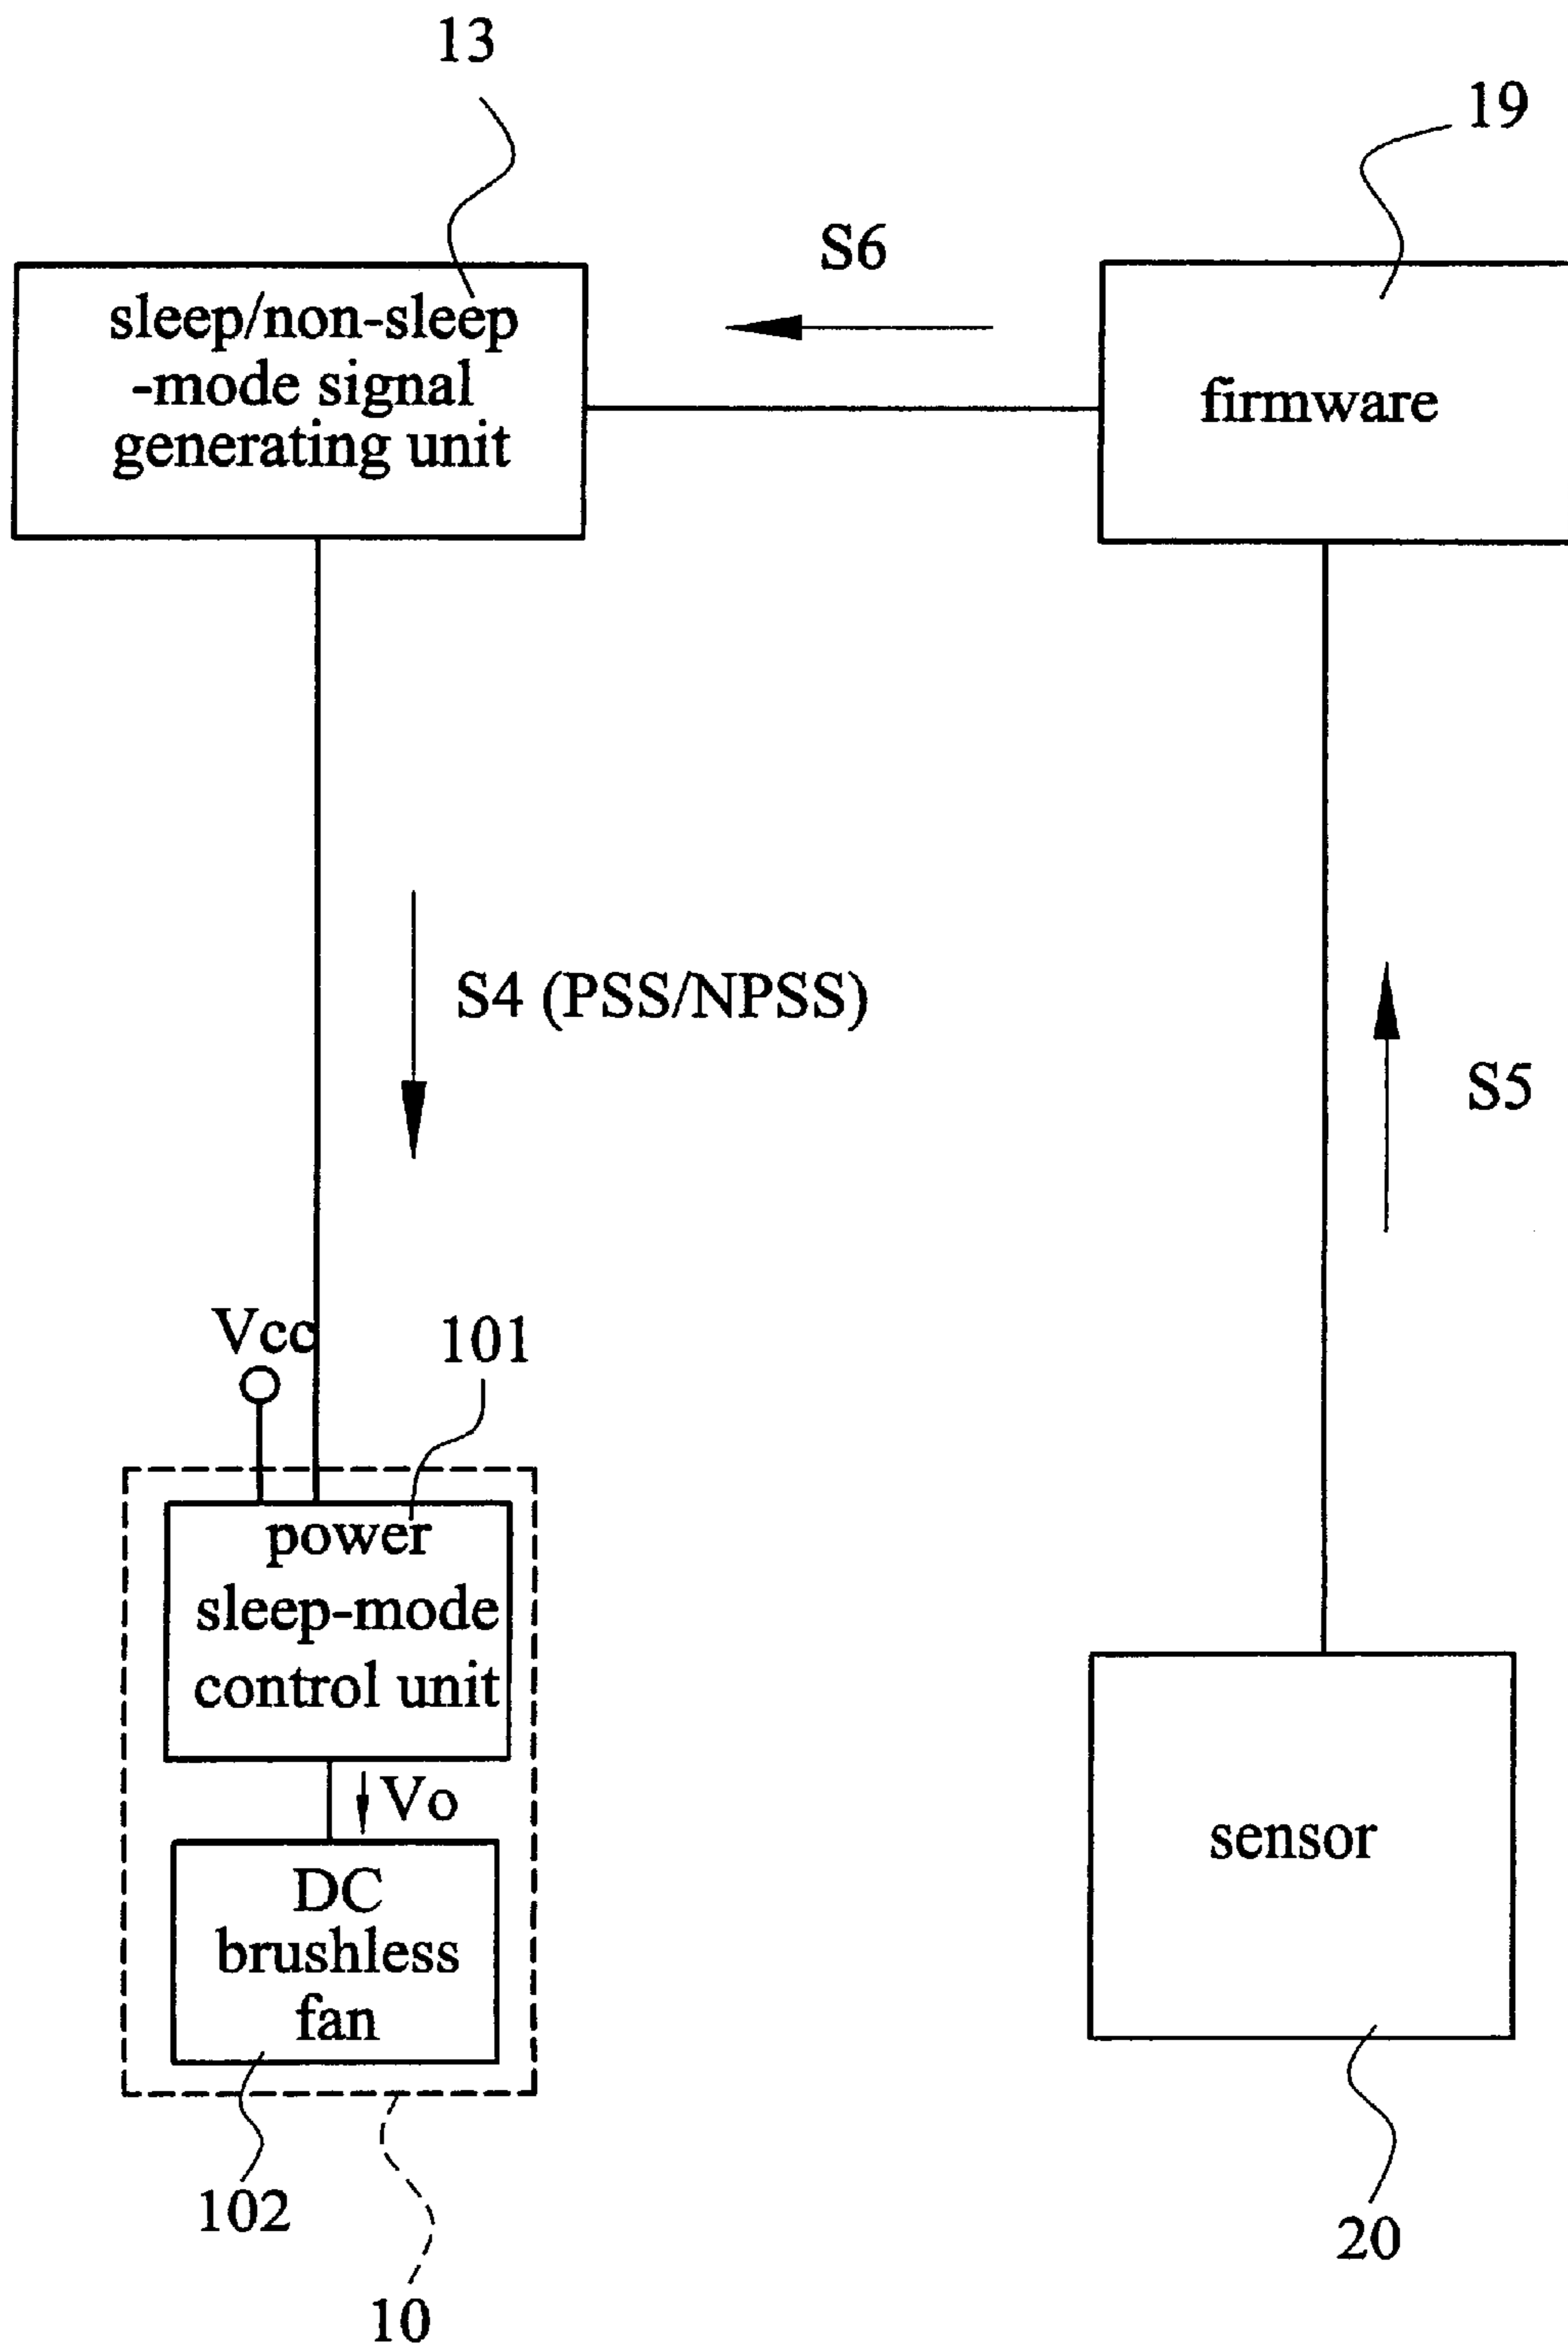 13
19
S6
sleep/non-sleep
-mode signal
generating unit
firmware
S4 (PSS/NPSS)
S5
Vcc
101
power
sleep-mode
control unit
Vo
DC
brushless
fan
sensor
102
10
20